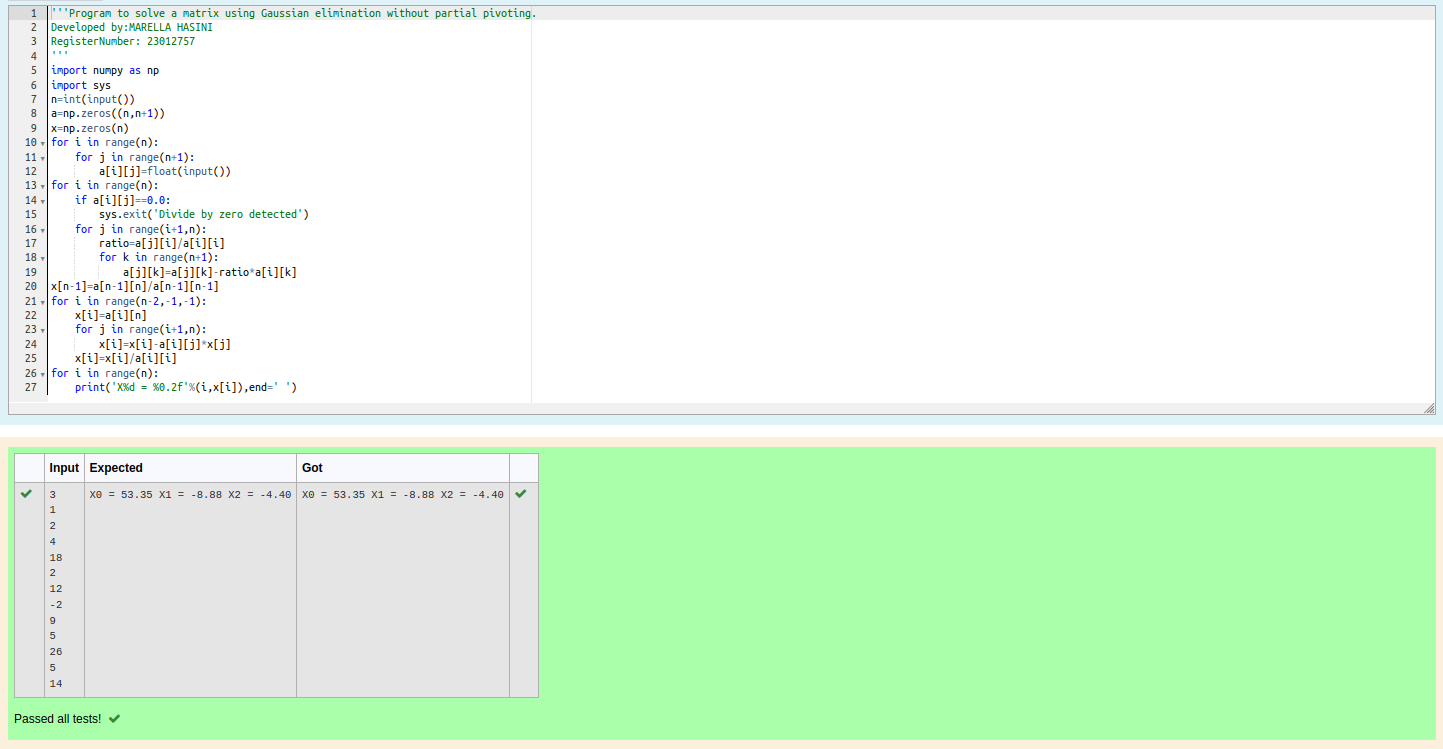 1 '''Program to solve a matrix using Gaussian elimination without partial pivoting.
2 Developed by:MARELLA HASINI
3 RegisterNumber: 23012757
4 '''
5 import numpy as np
6 import sys
7 n=int(input())
8 a=np.zeros((n,n+1))
9 x=np.zeros(n)
10 for i in range(n):
11     for j in range(n+1):
12         a[i][j]=float(input())
13 for i in range(n):
14     if a[i][j]==0.0:
15         sys.exit('Divide by zero detected')
16     for j in range(i+1,n):
17         ratio=a[j][i]/a[i][i]
18         for k in range(n+1):
19             a[j][k]=a[j][k]-ratio*a[i][k]
20 x[n-1]=a[n-1][n]/a[n-1][n-1]
21 for i in range(n-2,-1,-1):
22     x[i]=a[i][n]
23     for j in range(i+1,n):
24         x[i]=x[i]-a[i][j]*x[j]
25     x[i]=x[i]/a[i][i]
26 for i in range(n):
27     print('X%d = %0.2f'%(i,x[i]),end=' ')
Input Expected Got
3 X0 = 53.35 X1 = -8.88 X2 = -4.40 X0 = 53.35 X1 = -8.88 X2 = -4.40
1
2
4
18
2
12
-2
9
5
26
5
14
Passed all tests!